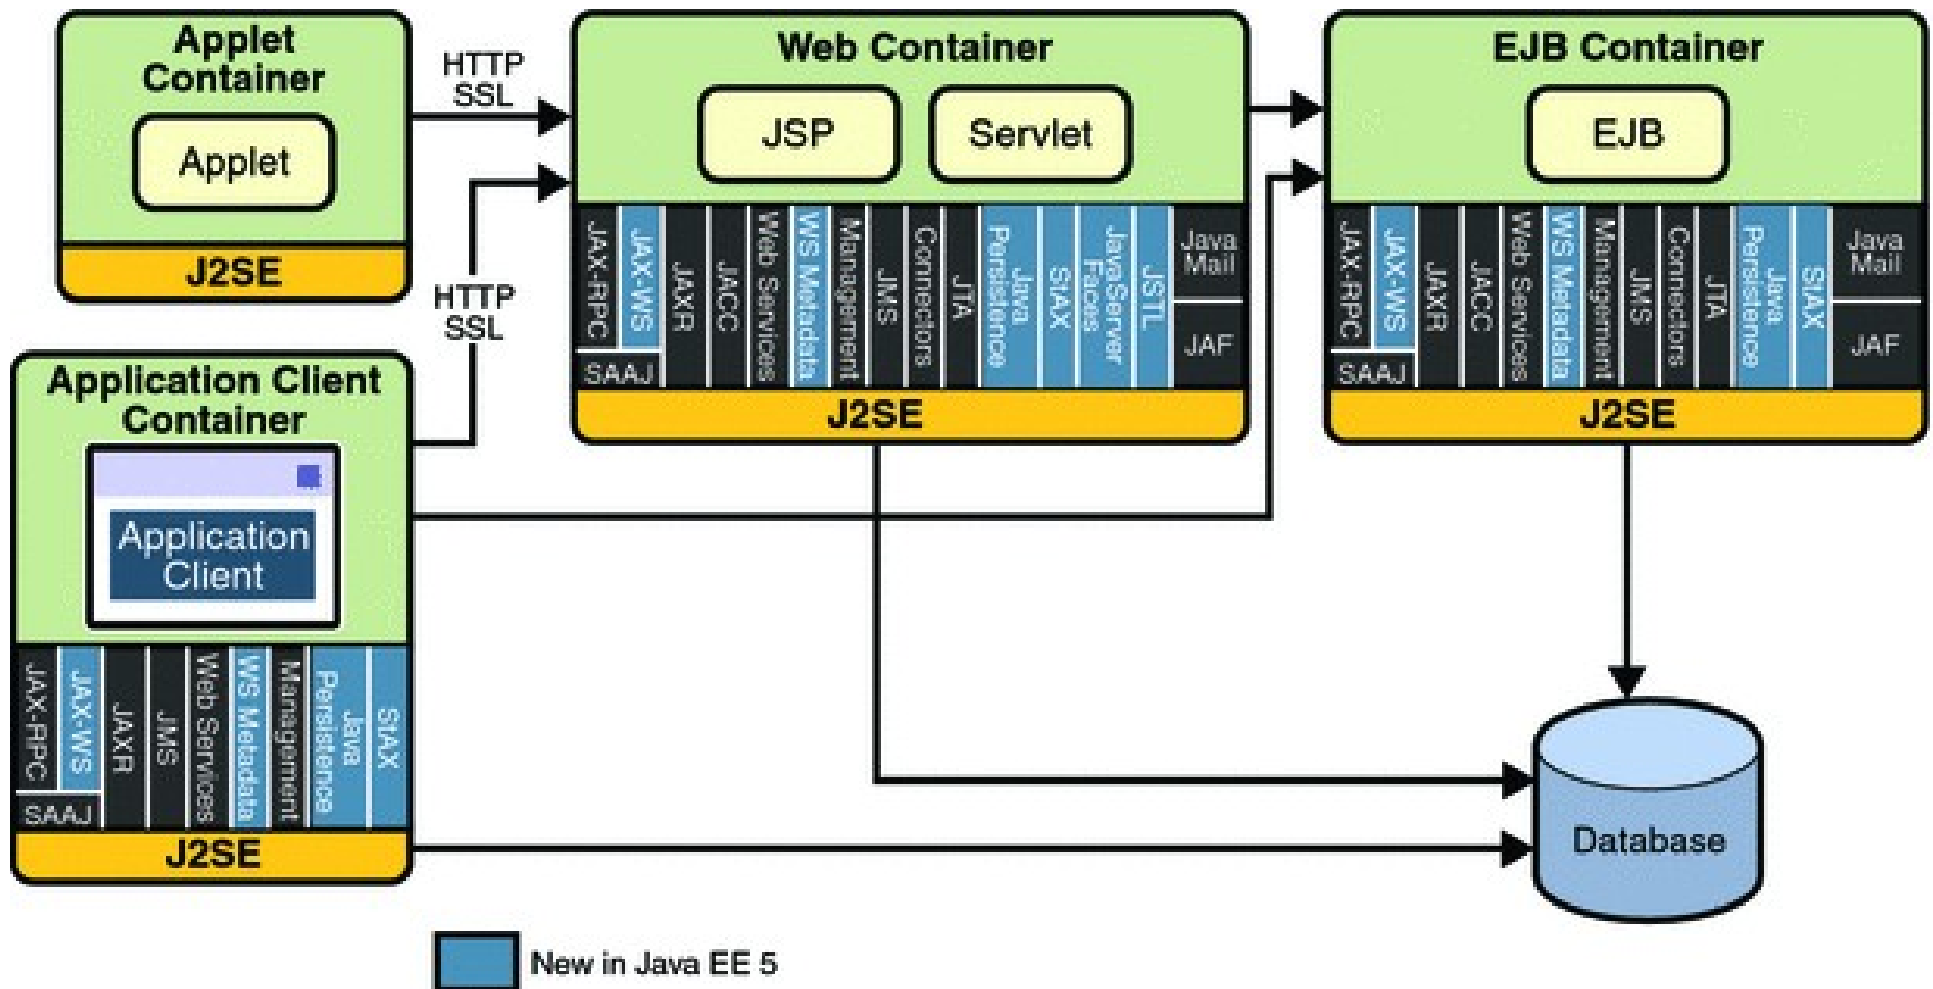 Applet
Container
Applet
J2SE
HTTP
SSL
HTTP
SSL
Web Container
JSP
Servlet
JAX-RPC
JAX-WS
SAAJ
JAXR
JACC
Web Services
WS Metadata
Management
JMS
Connectors
JTA
Java
Persistence
StAX
JavaServer
Faces
JSTL
Java
Mail
JAF
J2SE
EJB Container
EJB
JAX-RPC
JAX-WS
SAAJ
JAXR
JACC
Web Services
WS Metadata
Management
JMS
Connectors
JTA
Java
Persistence
StAX
Java
Mail
JAF
J2SE
Application Client
Container
Application
Client
JAX-RPC
JAX-WS
SAAJ
JAXR
JMS
Web Services
WS Metadata
Management
Java
Persistence
StAX
J2SE
Database
New in Java EE 5